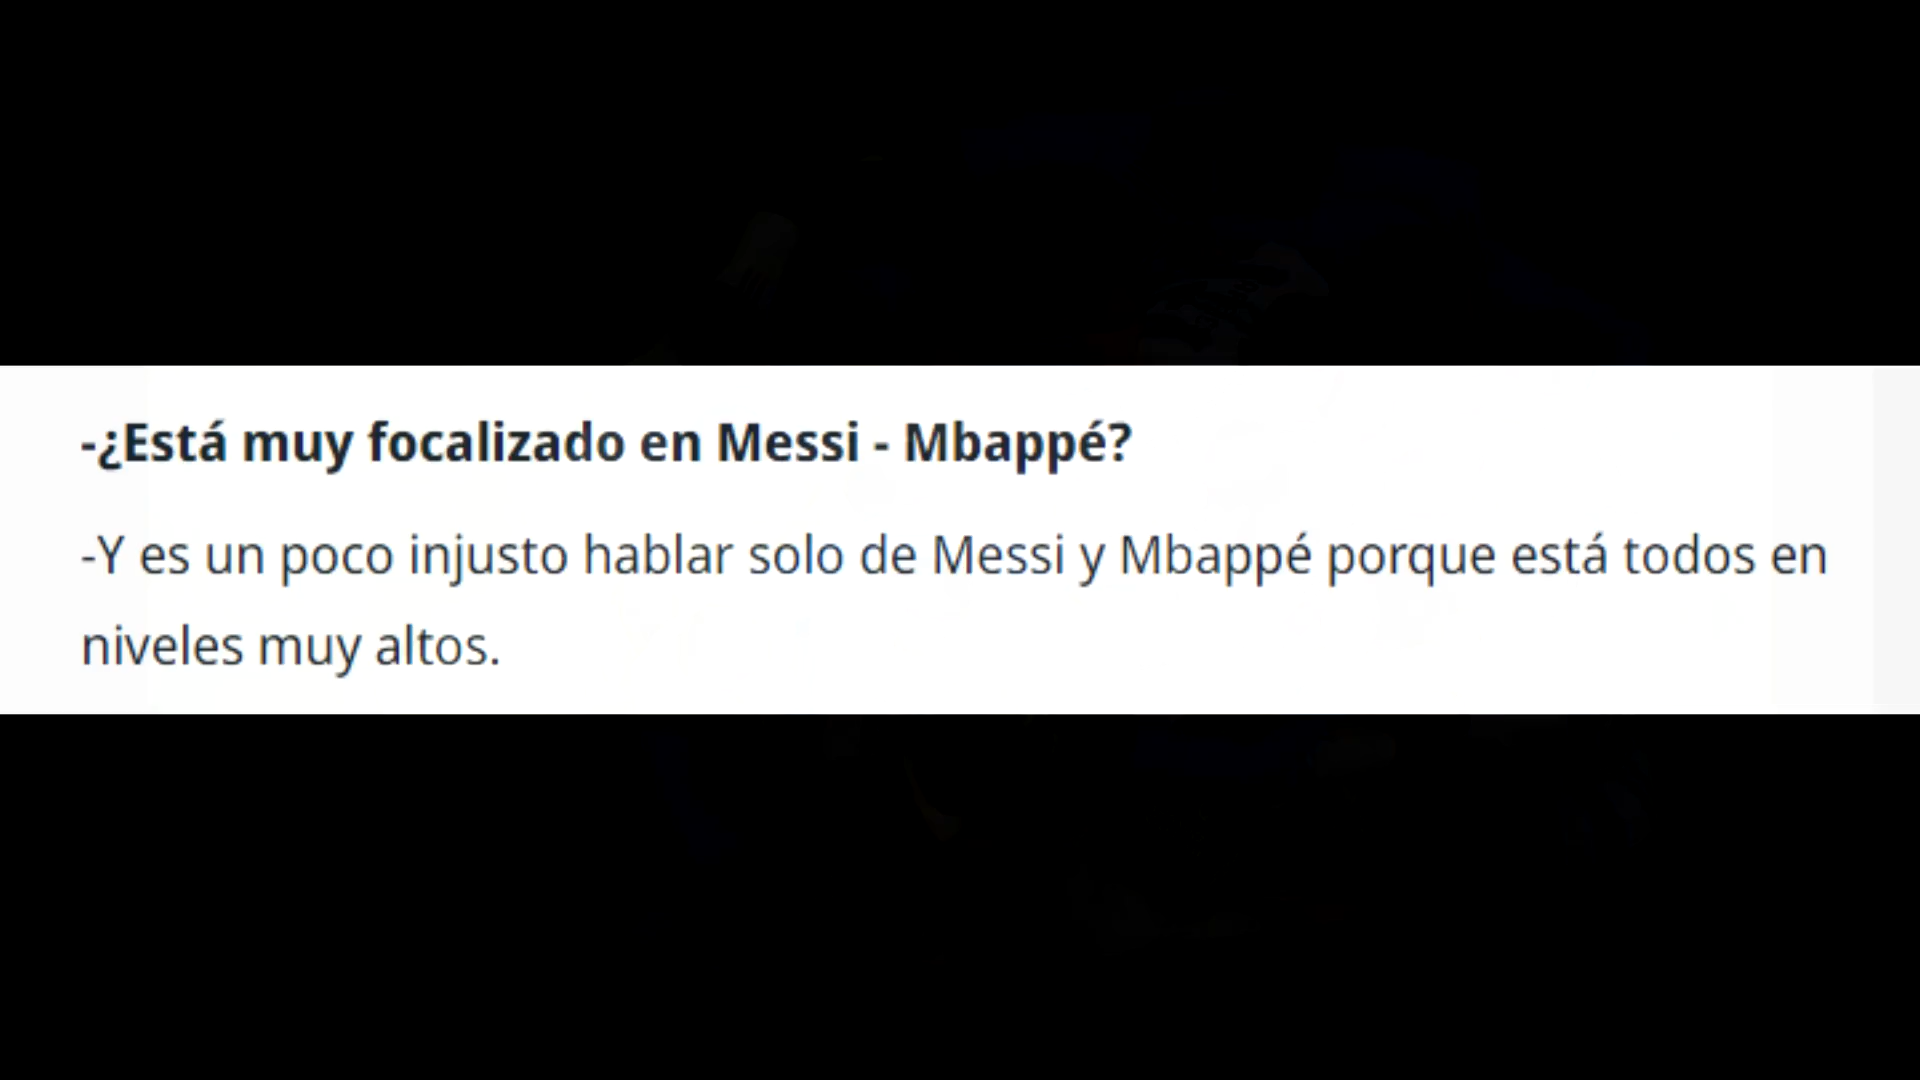 -¿Está muy focalizado en Messi - Mbappé?
-Y es un poco injusto hablar solo de Messi y Mbappé porque está todos en
niveles muy altos.